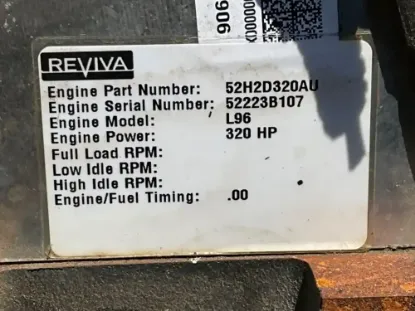 906
REVIVA
Engine Part Number: 52H2D320AU
Engine Serial Number: 52223B107
Engine Model: L96
Engine Power: 320 HP
Full Load RPM:
Low Idle RPM:
High Idle RPM:
Engine/Fuel Timing: .00